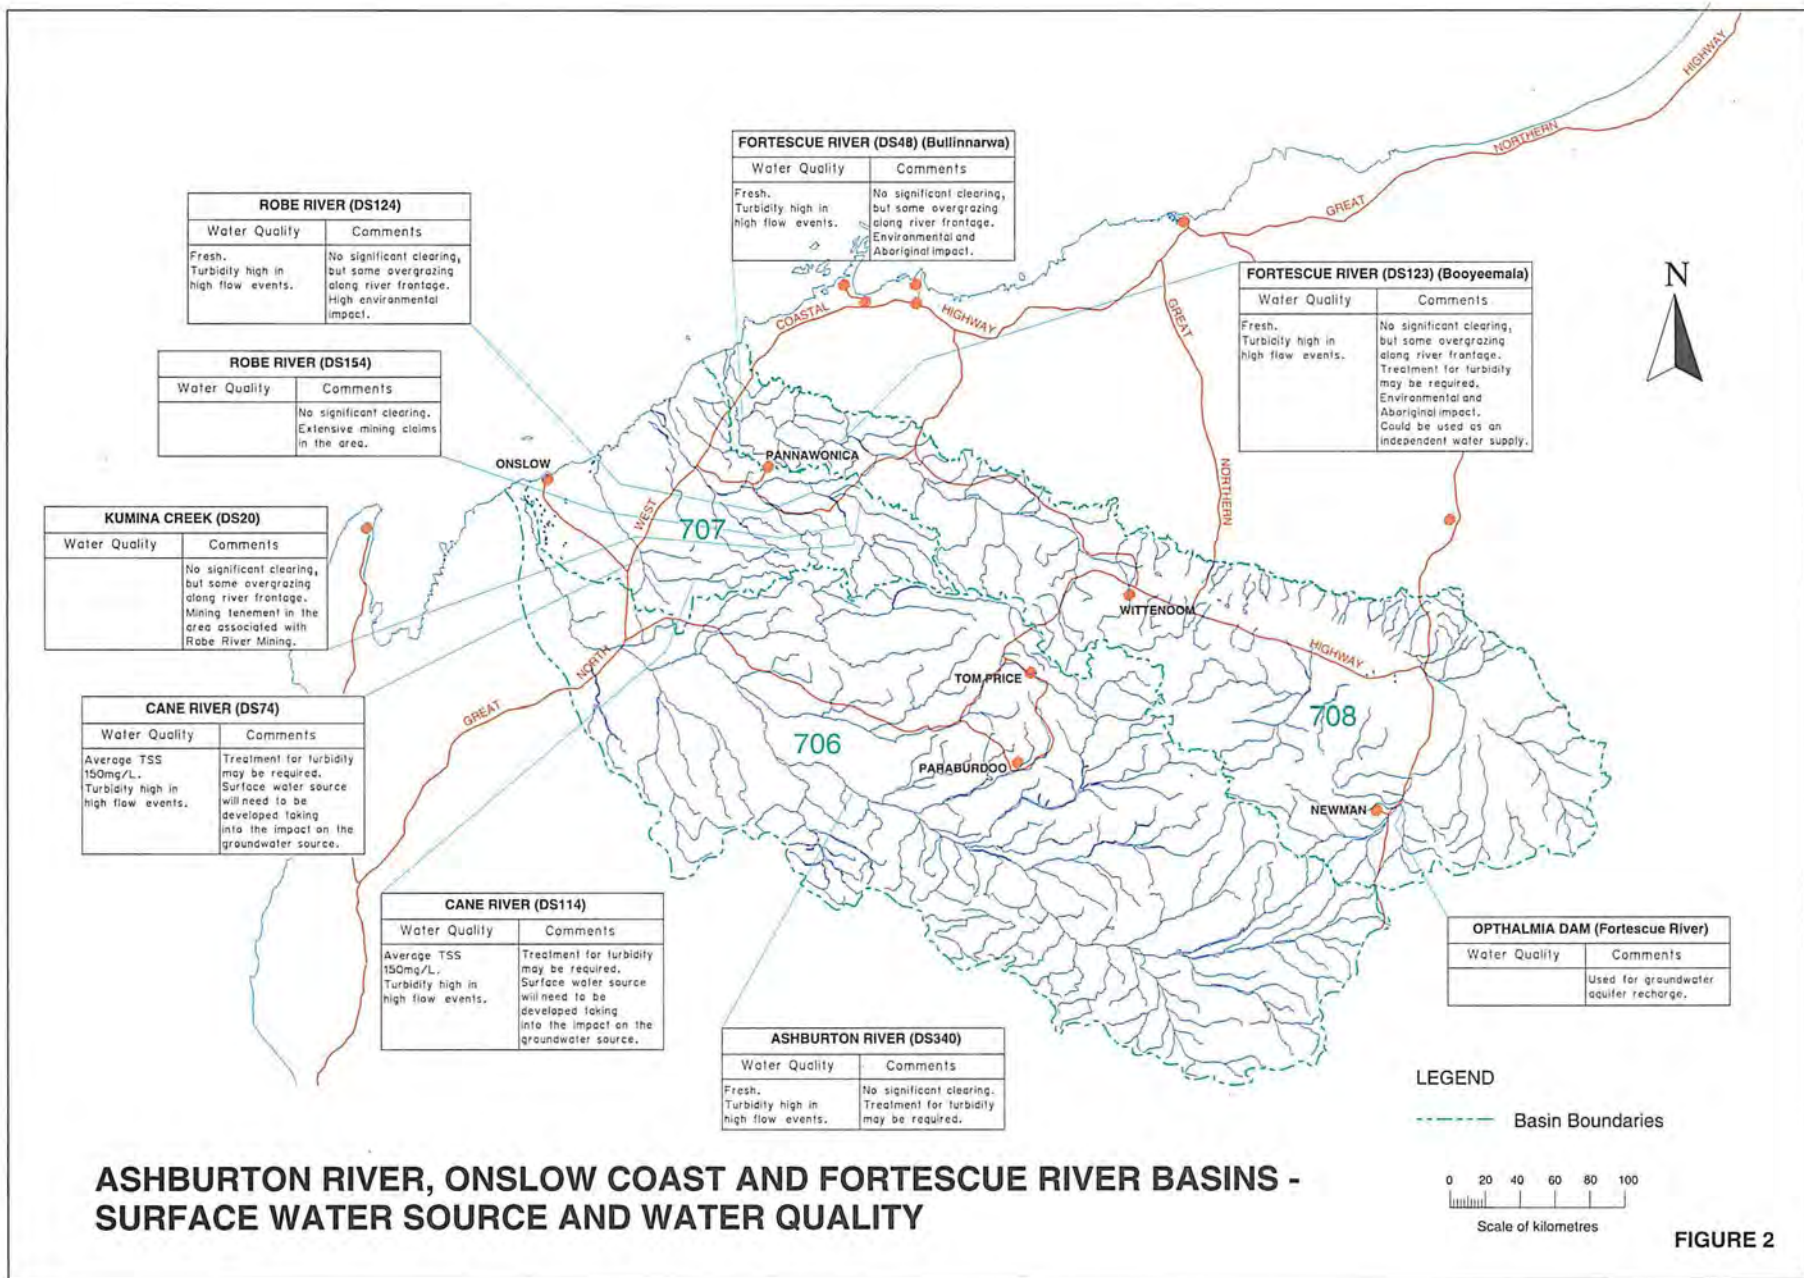 FORTESCUE RIVER (DS48) (Bullinnarwa)
Water Quality Comments
Fresh.
Turbidity high in
high flow events.
No significant clearing,
but some overgrazing
along river frontage.
Environmental and
Aboriginal impact.
ROBE RIVER (DS124)
Water Quality Comments
Fresh.
Turbidity high in
high flow events.
No significant clearing,
but some overgrazing
along river frontage.
High environmental
impact.
FORTESCUE RIVER (DS123) (Booyeemala)
Water Quality Comments
Fresh.
Turbidity high in
high flow events.
No significant clearing,
but some overgrazing
along river frontage.
Treatment for turbidity
may be required.
Environmental and
Aboriginal impact.
Could be used as an
independent water supply.
ROBE RIVER (DS154)
Water Quality Comments
No significant clearing.
Extensive mining claims
in the area.
KUMINA CREEK (DS20)
Water Quality Comments
No significant clearing,
but some overgrazing
along river frontage.
Mining tenement in the
area associated with
Robe River Mining.
CANE RIVER (DS74)
Water Quality Comments
Average TSS
150mg/L.
Turbidity high in
high flow events.
Treatment for turbidity
may be required.
Surface water source
will need to be
developed taking
into the impact on the
groundwater source.
CANE RIVER (DS114)
Water Quality Comments
Average TSS
150mg/L.
Turbidity high in
high flow events.
Treatment for turbidity
may be required.
Surface water source
will need to be
developed taking
into the impact on the
groundwater source.
ASHBURTON RIVER (DS340)
Water Quality Comments
Fresh.
Turbidity high in
high flow events.
No significant clearing.
Treatment for turbidity
may be required.
OPTHALMIA DAM (Fortescue River)
Water Quality Comments
Used for groundwater
aquifer recharge.
GREAT NORTHERN HIGHWAY
GREAT NORTHERN HIGHWAY
GREAT NORTH WEST COASTAL HIGHWAY
N
ONSLOW
PANNAWONICA
WITTENOOM
TOM PRICE
PARABURDOO
NEWMAN
707
706
708
LEGEND
Basin Boundaries
0 20 40 60 80 100
Scale of kilometres
ASHBURTON RIVER, ONSLOW COAST AND FORTESCUE RIVER BASINS -
SURFACE WATER SOURCE AND WATER QUALITY
FIGURE 2